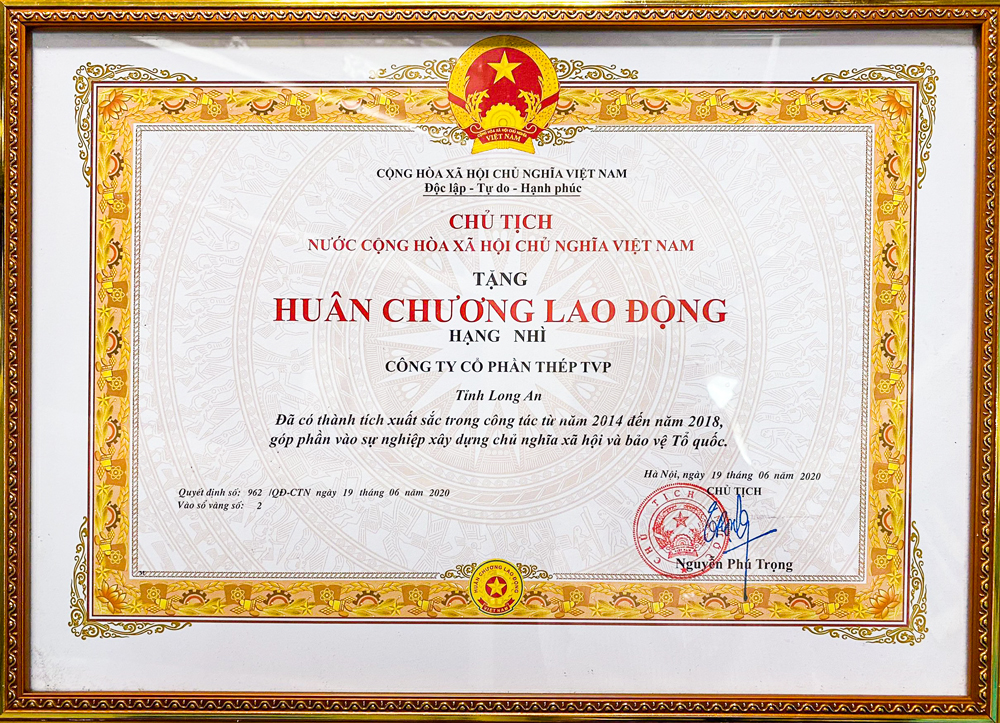 CỘNG HÒA XÃ HỘI CHỦ NGHĨA
VIỆT NAM
CỘNG HÒA XÃ HỘI CHỦ NGHĨA VIỆT NAM
Độc lập - Tự do - Hạnh phúc
CHỦ TỊCH
NƯỚC CỘNG HÒA XÃ HỘI CHỦ NGHĨA VIỆT NAM
TẶNG
HUÂN CHƯƠNG LAO ĐỘNG
HẠNG NHÌ
CÔNG TY CỔ PHẦN THÉP TVP
Tỉnh Long An
Đã có thành tích xuất sắc trong công tác từ năm 2014 đến năm 2018,
góp phần vào sự nghiệp xây dựng chủ nghĩa xã hội và bảo vệ Tổ quốc.
Hà Nội, ngày 19 tháng 06 năm 2020
Quyết định số: 962 /QĐ-CTN ngày 19 tháng 06 năm 2020
CHỦ TỊCH
Vào sổ vàng số: 2
CHỦ TỊCH
Nguyễn Phú Trọng
HUÂN CHƯƠNG LAO ĐỘNG
VIỆT NAM